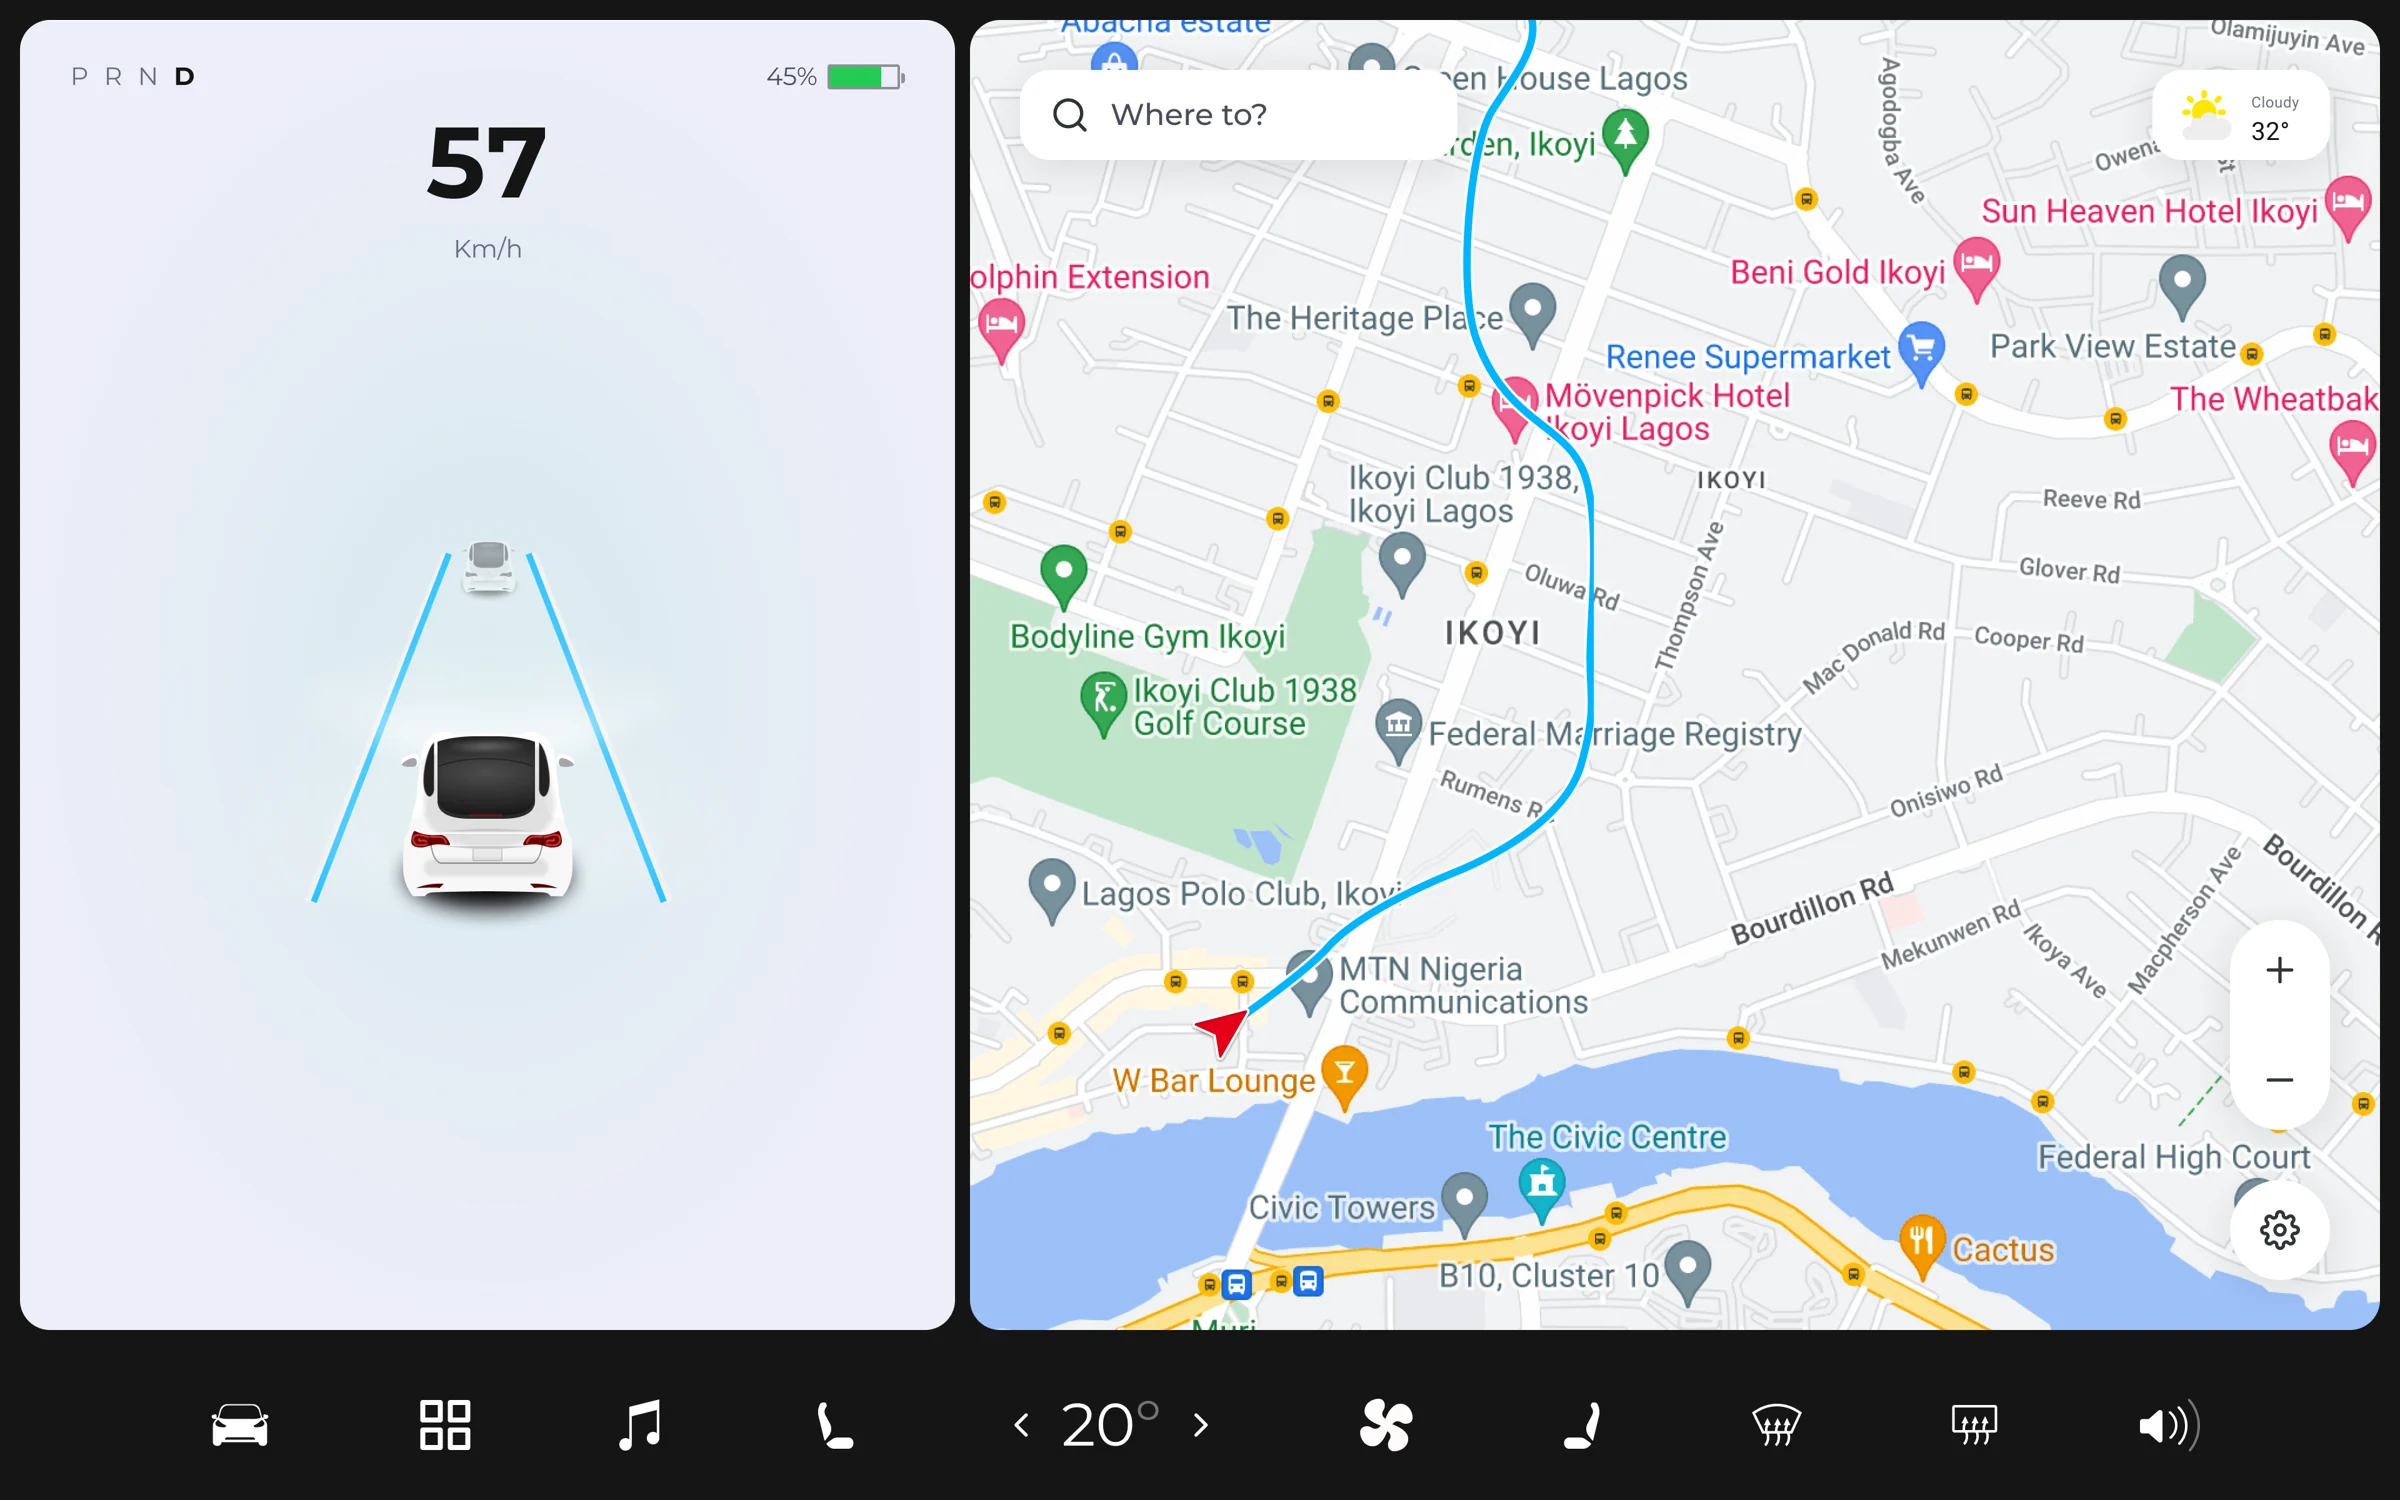 P R N D
45%
57
Km/h
Abacha estate
Where to?
House Lagos
Ikoyi
Olamijuyin Ave
Agodogba Ave
Cloudy
32°
Sun Heaven Hotel Ikoyi
Beni Gold Ikoyi
olphin Extension
The Heritage Place
Renee Supermarket
Park View Estate
Mövenpick Hotel
Ikoyi Lagos
The Wheatbak
Ikoyi Club 1938,
Ikoyi Lagos
IKOYI
Reeve Rd
Oluwa Rd
Thompson Ave
Glover Rd
Bodyline Gym Ikoyi
IKOYI
Mac Donald Rd
Cooper Rd
Ikoyi Club 1938
Golf Course
Federal Marriage Registry
Rumens R
Onisiwo Rd
Lagos Polo Club, Ikoyi
Bourdillon Rd
Bourdillon R
Mekunwen Rd
Ikoya Ave
Macpherson Ave
MTN Nigeria
Communications
W Bar Lounge
The Civic Centre
Federal High Court
Civic Towers
B10, Cluster 10
Cactus
20°